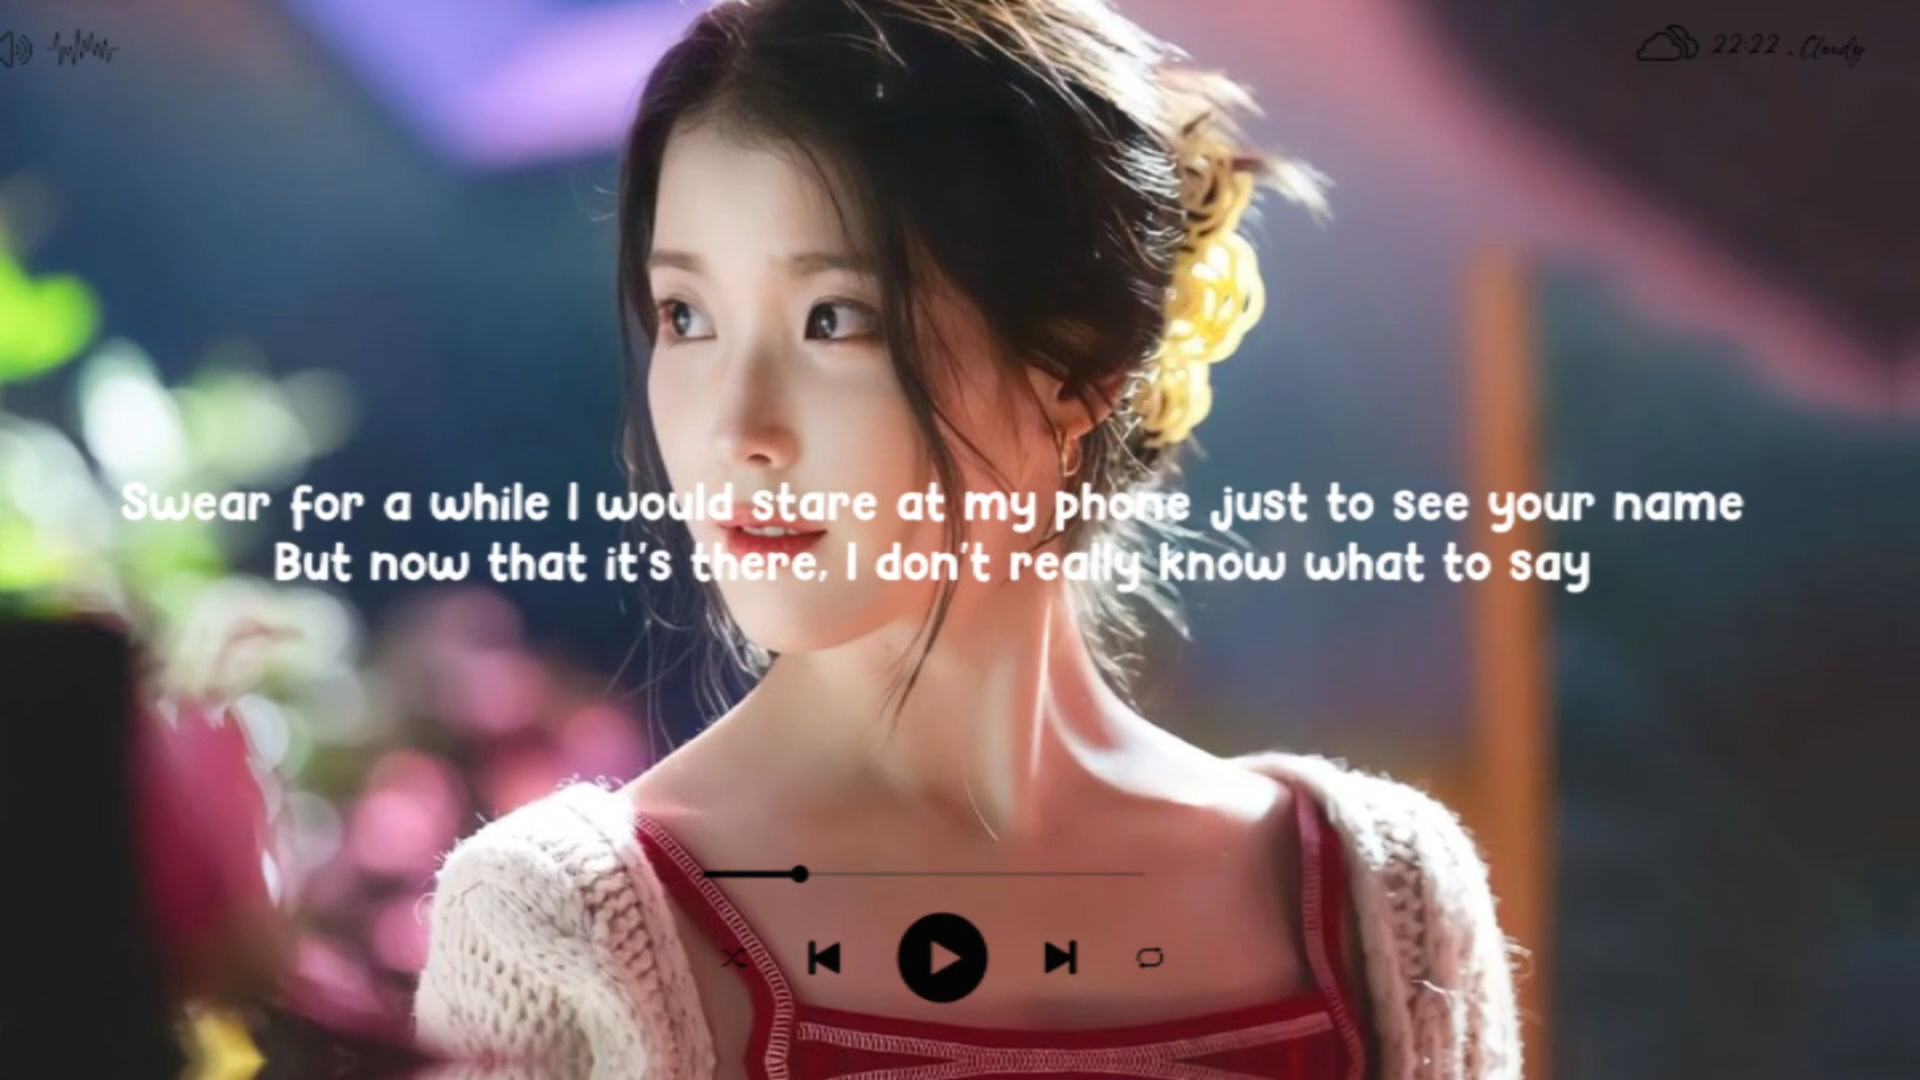 22:22 . Cloudy
Swear for a while I would stare at my phone just to see your name
But now that it's there, I don't really know what to say